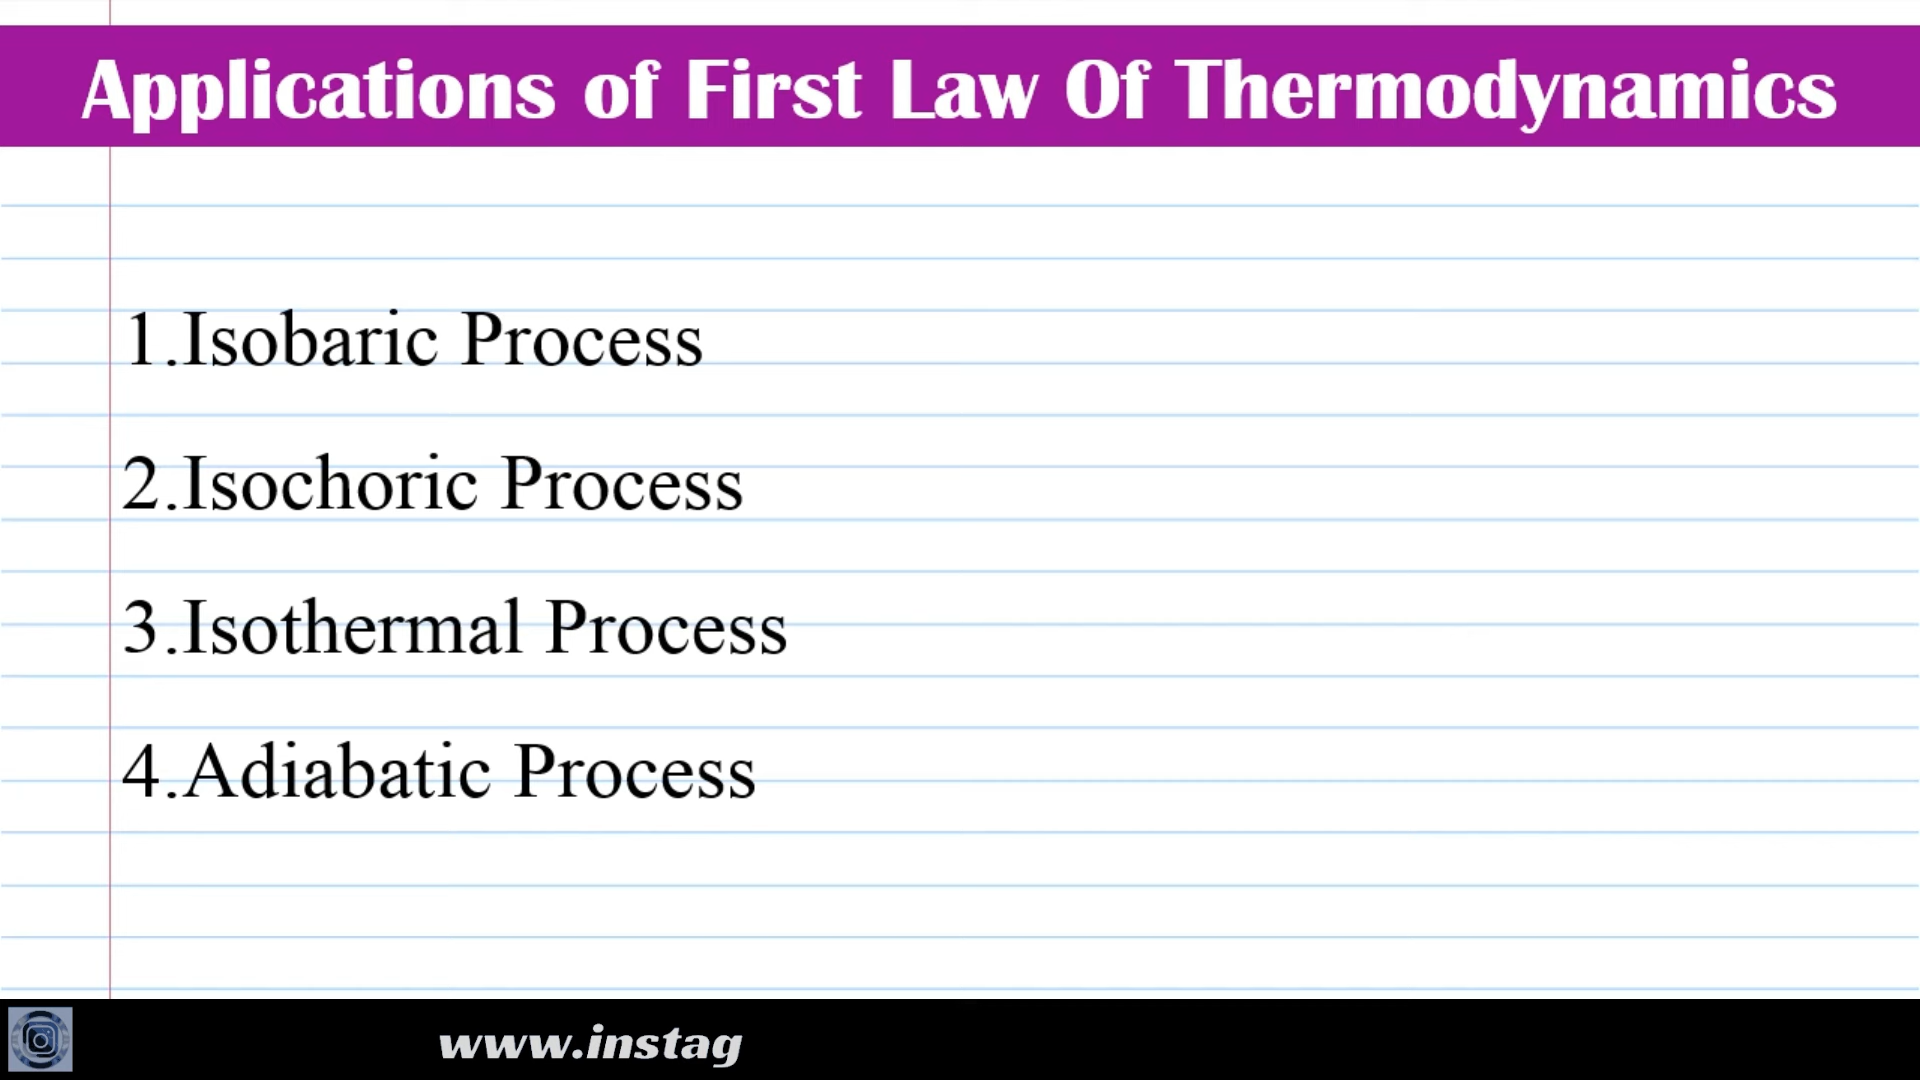 Applications of First Law Of Thermodynamics
1.Isobaric Process
2.Isochoric Process
3.Isothermal Process
4.Adiabatic Process
www.instag